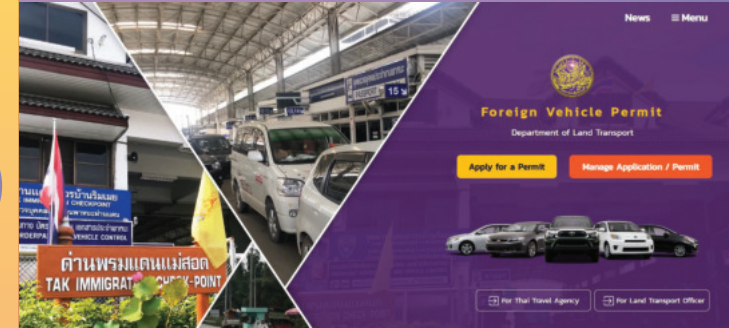 News
Menu
Foreign Vehicle Permit
Department of Land Transport
Apply for a Permit
Manage Application / Permit
For Thai Travel Agency
For Land Transport Officer
PASSPORT
15
CHECKPOINT
VEHICLE CONTROL
ด่านพรมแดนแม่สอด
TAK IMMIGRAT CHECK-POINT